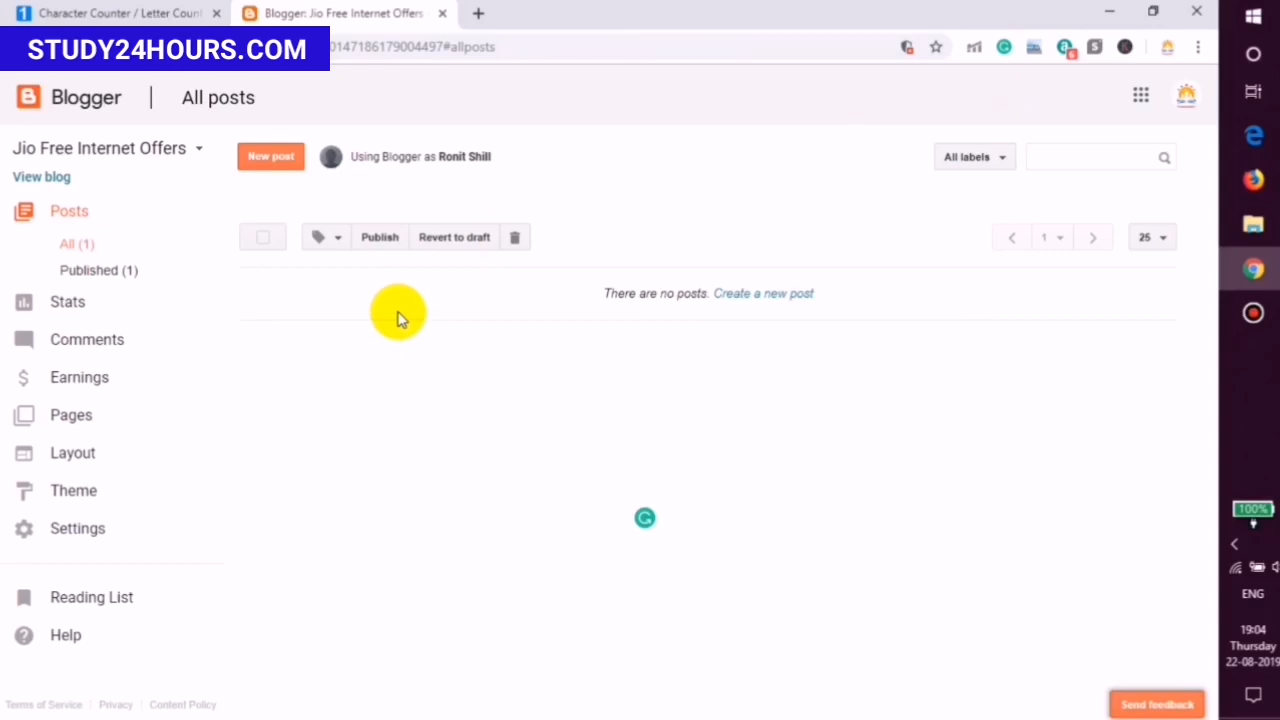 Character Counter / Letter Count
Blogger: Jio Free Internet Offers
STUDY24HOURS.COM
0147186179004497#allposts
Blogger
All posts
Jio Free Internet Offers
New post
Using Blogger as Ronit Shill
All labels
View blog
Posts
All (1)
Published (1)
Publish
Revert to draft
1
25
There are no posts. Create a new post
Stats
Comments
Earnings
Pages
Layout
Theme
Settings
Reading List
Help
Terms of Service
Privacy
Content Policy
Send feedback
100%
ENG
19:04
Thursday
22-08-2019